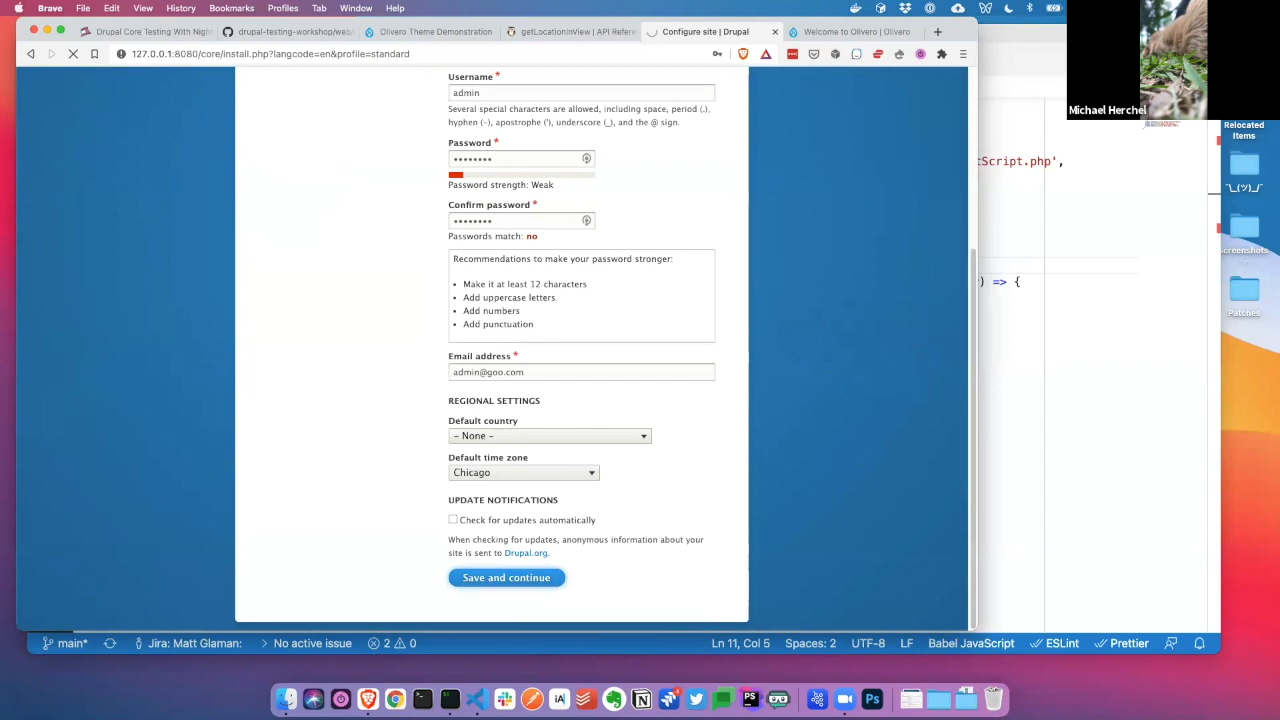 Brave File Edit View History Bookmarks Profiles Tab Window Help
Drupal Core Testing With Night
drupal-testing-workshop/web/
Olivero Theme Demonstration
getLocationInView | API Refere
Configure site | Drupal
Welcome to Olivero | Olivero
127.0.0.1:8080/core/install.php?langcode=en&profile=standard
Michael Herchel
Username *
admin
Several special characters are allowed, including space, period (.),
hyphen (-), apostrophe ('), underscore (_), and the @ sign.
Password *
••••••••
Password strength: Weak
Confirm password *
••••••••
Passwords match: no
Recommendations to make your password stronger:
• Make it at least 12 characters
• Add uppercase letters
• Add numbers
• Add punctuation
Email address *
admin@goo.com
REGIONAL SETTINGS
Default country
- None -
Default time zone
Chicago
UPDATE NOTIFICATIONS
Check for updates automatically
When checking for updates, anonymous information about your
site is sent to Drupal.org.
Save and continue
tScript.php',
) => {
Relocated
Items
¯\_(ツ)_/¯
Screenshots
Patches
main* Jira: Matt Glaman: No active issue 2 0 Ln 11, Col 5 Spaces: 2 UTF-8 LF Babel JavaScript ESLint Prettier